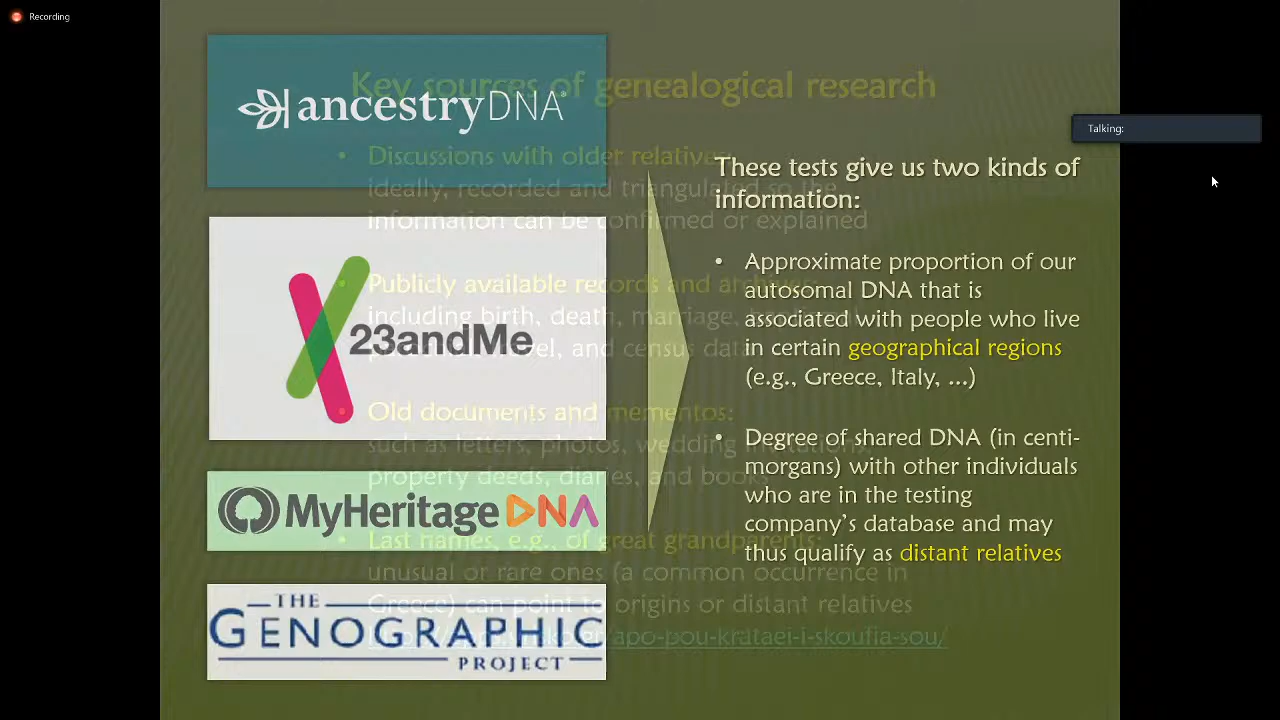 Recording
Talking:
ancestryDNA®
23andMe
MyHeritage DNA
THE
GENOGRAPHIC
PROJECT
These tests give us two kinds of
information:
• Approximate proportion of our
autosomal DNA that is
associated with people who live
in certain geographical regions
(e.g., Greece, Italy, ...)
• Degree of shared DNA (in centi-
morgans) with other individuals
who are in the testing
company's database and may
thus qualify as distant relatives
Key sources of genealogical research
• Discussions with older relatives:
ideally, recorded and triangulated so the
information can be confirmed or explained
• Publicly available records and
including birth, death, marriage,
and census data
• Old documents and mementos:
such as letters, photos, wedding invitations,
property deeds, diaries, and books
• Last names, e.g., of great grandparents:
unusual or rare ones (a common occurrence in
Greece) can point to origins or distant relatives
apo-pou-krataei-i-skoufia-sou/